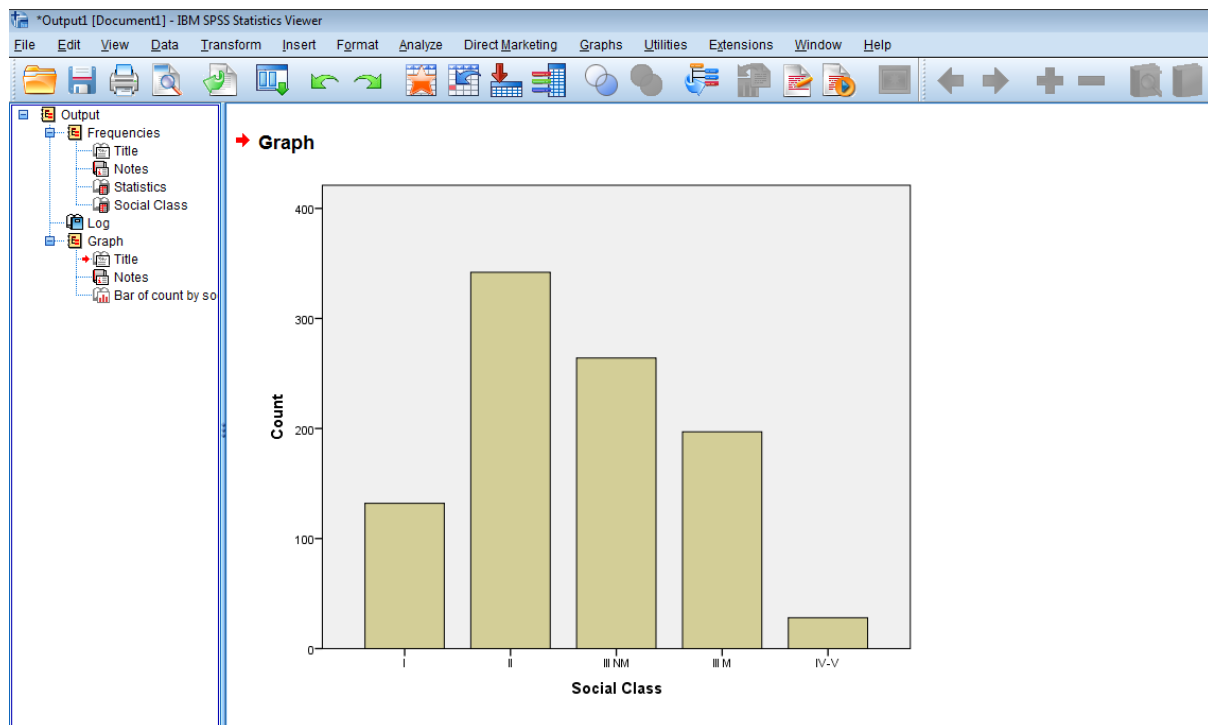 *Output1 [Document1] - IBM SPSS Statistics Viewer
File Edit View Data Transform Insert Format Analyze Direct Marketing Graphs Utilities Extensions Window Help
Output
Frequencies
Title
Notes
Statistics
Social Class
Log
Graph
Title
Notes
Bar of count by so
Graph
400
300
200
100
0
Count
I II III NM III M IV-V
Social Class